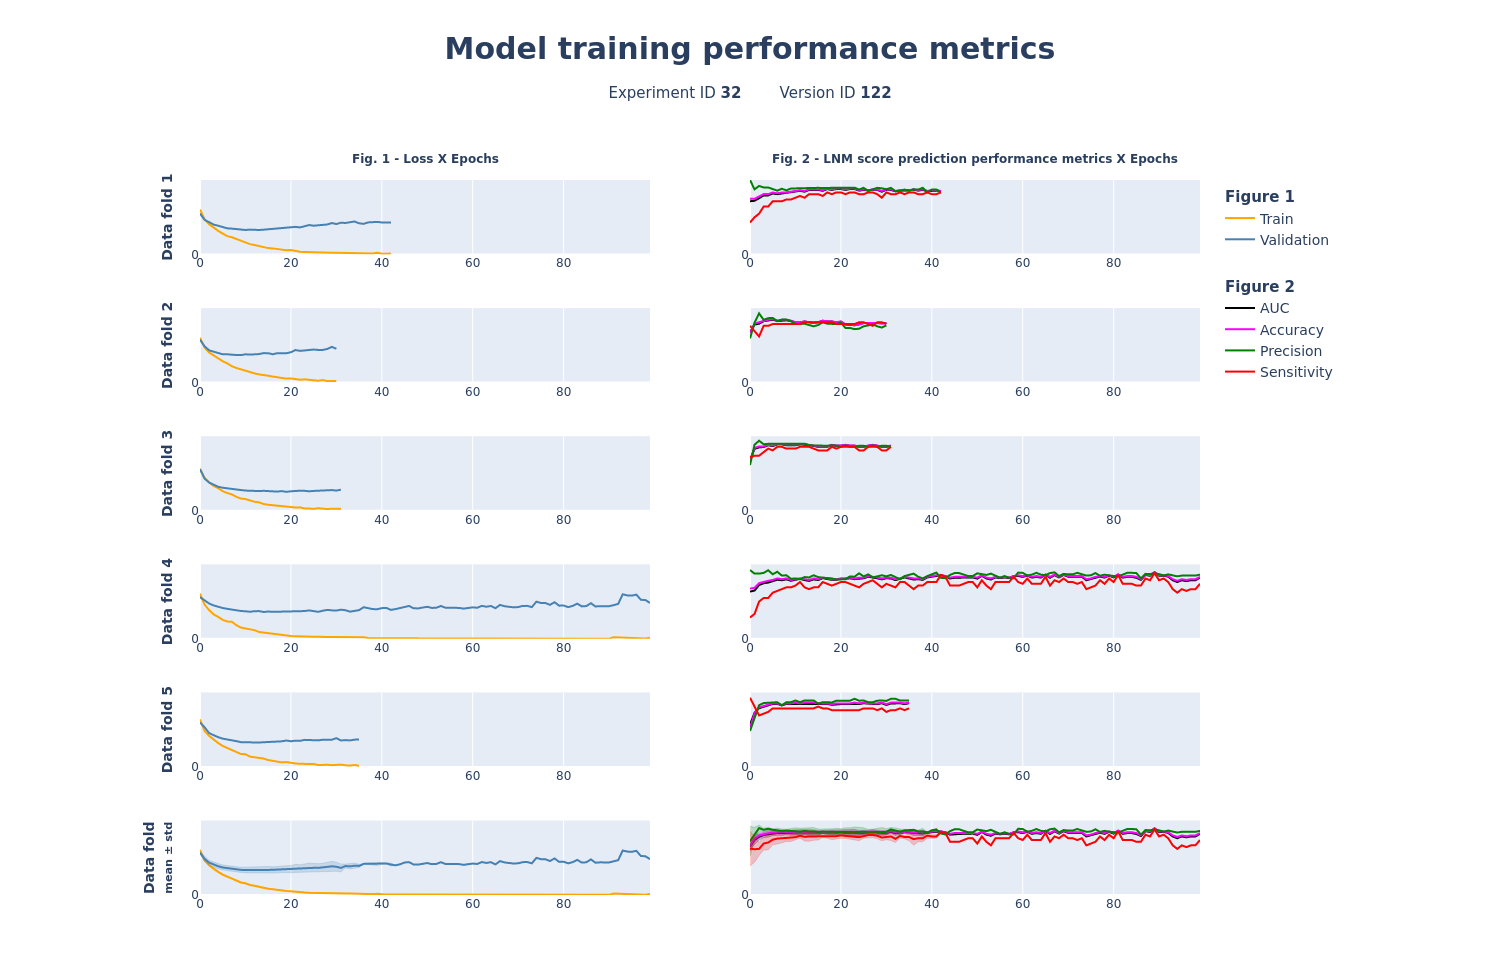 Model training performance metrics
Experiment ID 32 Version ID 122
Fig. 1 - Loss X Epochs
Fig. 2 - LNM score prediction performance metrics X Epochs
Data fold 1
0
0 20 40 60 80
0
0 20 40 60 80
Figure 1
Train
Validation
Figure 2
AUC
Accuracy
Precision
Sensitivity
Data fold 2
0
0 20 40 60 80
0
0 20 40 60 80
Data fold 3
0
0 20 40 60 80
0
0 20 40 60 80
Data fold 4
0
0 20 40 60 80
0
0 20 40 60 80
Data fold 5
0
0 20 40 60 80
0
0 20 40 60 80
Data fold
mean ± std
0
0 20 40 60 80
0
0 20 40 60 80